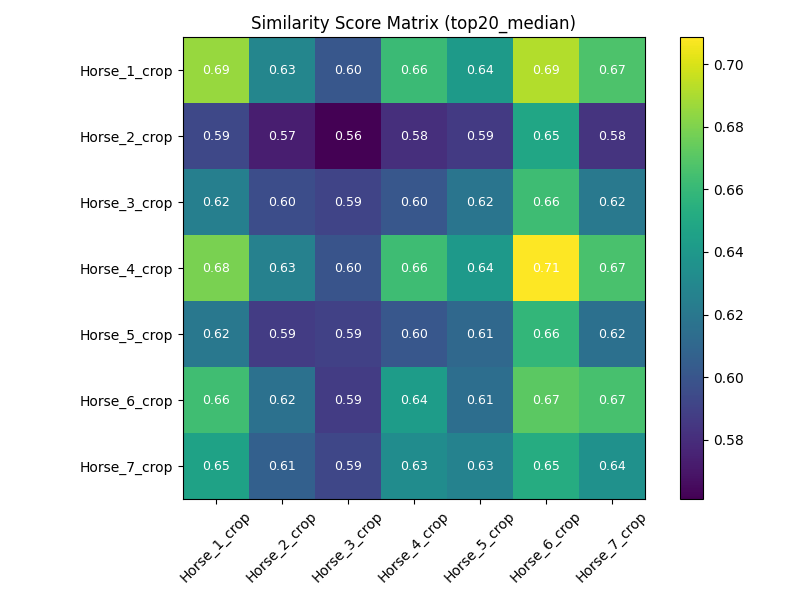 Similarity Score Matrix (top20_median)
Horse_1_crop 0.69 0.63 0.60 0.66 0.64 0.69 0.67
Horse_2_crop 0.59 0.57 0.56 0.58 0.59 0.65 0.58
Horse_3_crop 0.62 0.60 0.59 0.60 0.62 0.66 0.62
Horse_4_crop 0.68 0.63 0.60 0.66 0.64 0.71 0.67
Horse_5_crop 0.62 0.59 0.59 0.60 0.61 0.66 0.62
Horse_6_crop 0.66 0.62 0.59 0.64 0.61 0.67 0.67
Horse_7_crop 0.65 0.61 0.59 0.63 0.63 0.65 0.64
Horse_1_crop Horse_2_crop Horse_3_crop Horse_4_crop Horse_5_crop Horse_6_crop Horse_7_crop
0.70
0.68
0.66
0.64
0.62
0.60
0.58